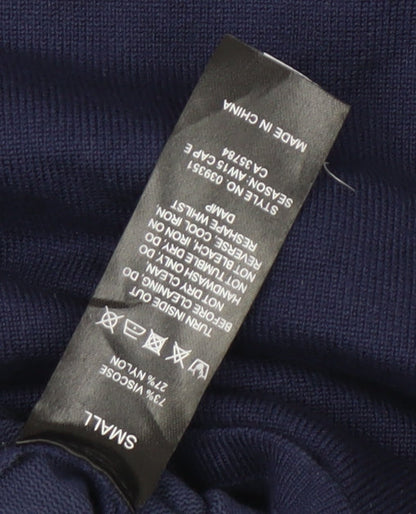 SMALL
73% VISCOSE
27% NYLON
TURN INSIDE OUT
BEFORE CLEANING DO
NOT DRY CLEAN,
HANDWASH ONLY, DO
NOT TUMBLE DRY, DO
NOT BLEACH, IRON ON
REVERSE, COOL IRON,
RESHAPE WHILST
DAMP
STYLE NO 039351
SEASON: AW15 CAP E
CA 35784
MADE IN CHINA